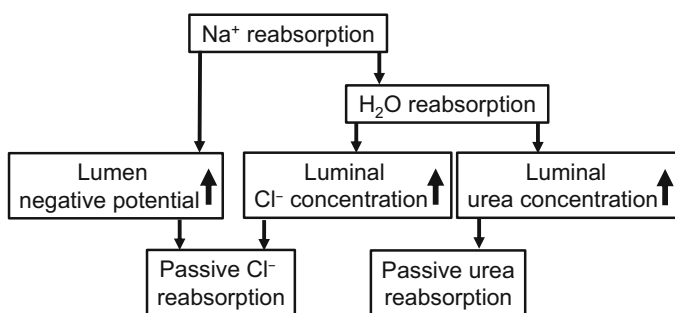 Na⁺ reabsorption
H₂O reabsorption
Lumen
negative potential
Luminal
Cl⁻ concentration
Luminal
urea concentration
Passive Cl⁻
reabsorption
Passive urea
reabsorption